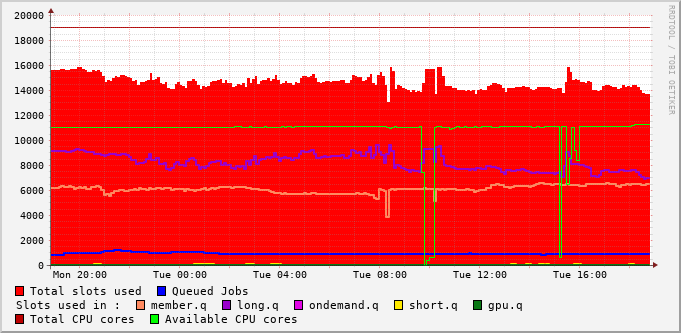 20000
18000
16000
14000
12000
10000
8000
6000
4000
2000
0
Mon 20:00 Tue 00:00 Tue 04:00 Tue 08:00 Tue 12:00 Tue 16:00
RRDTOOL / TOBI OETIKER
Total slots used Queued Jobs
Slots used in : member.q long.q ondemand.q short.q gpu.q
Total CPU cores Available CPU cores